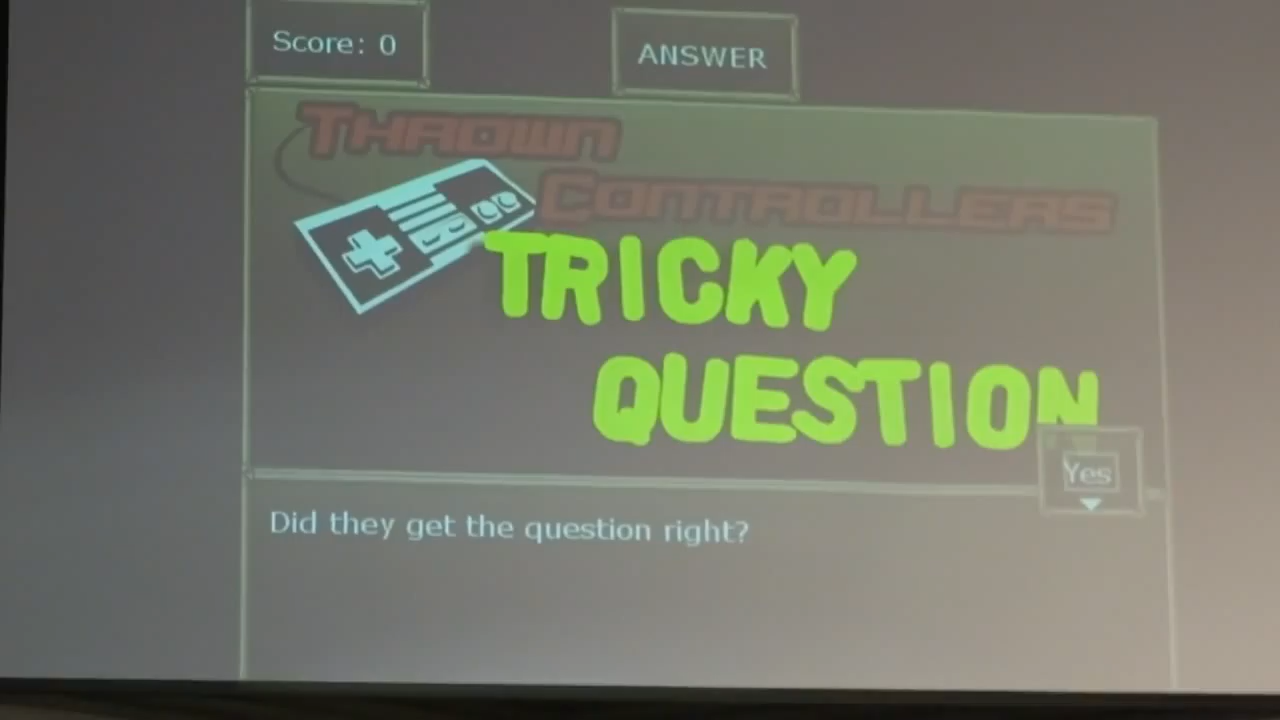 Score: 0
ANSWER
THROWN
CONTROLLERS
TRICKY
QUESTION
Yes
Did they get the question right?